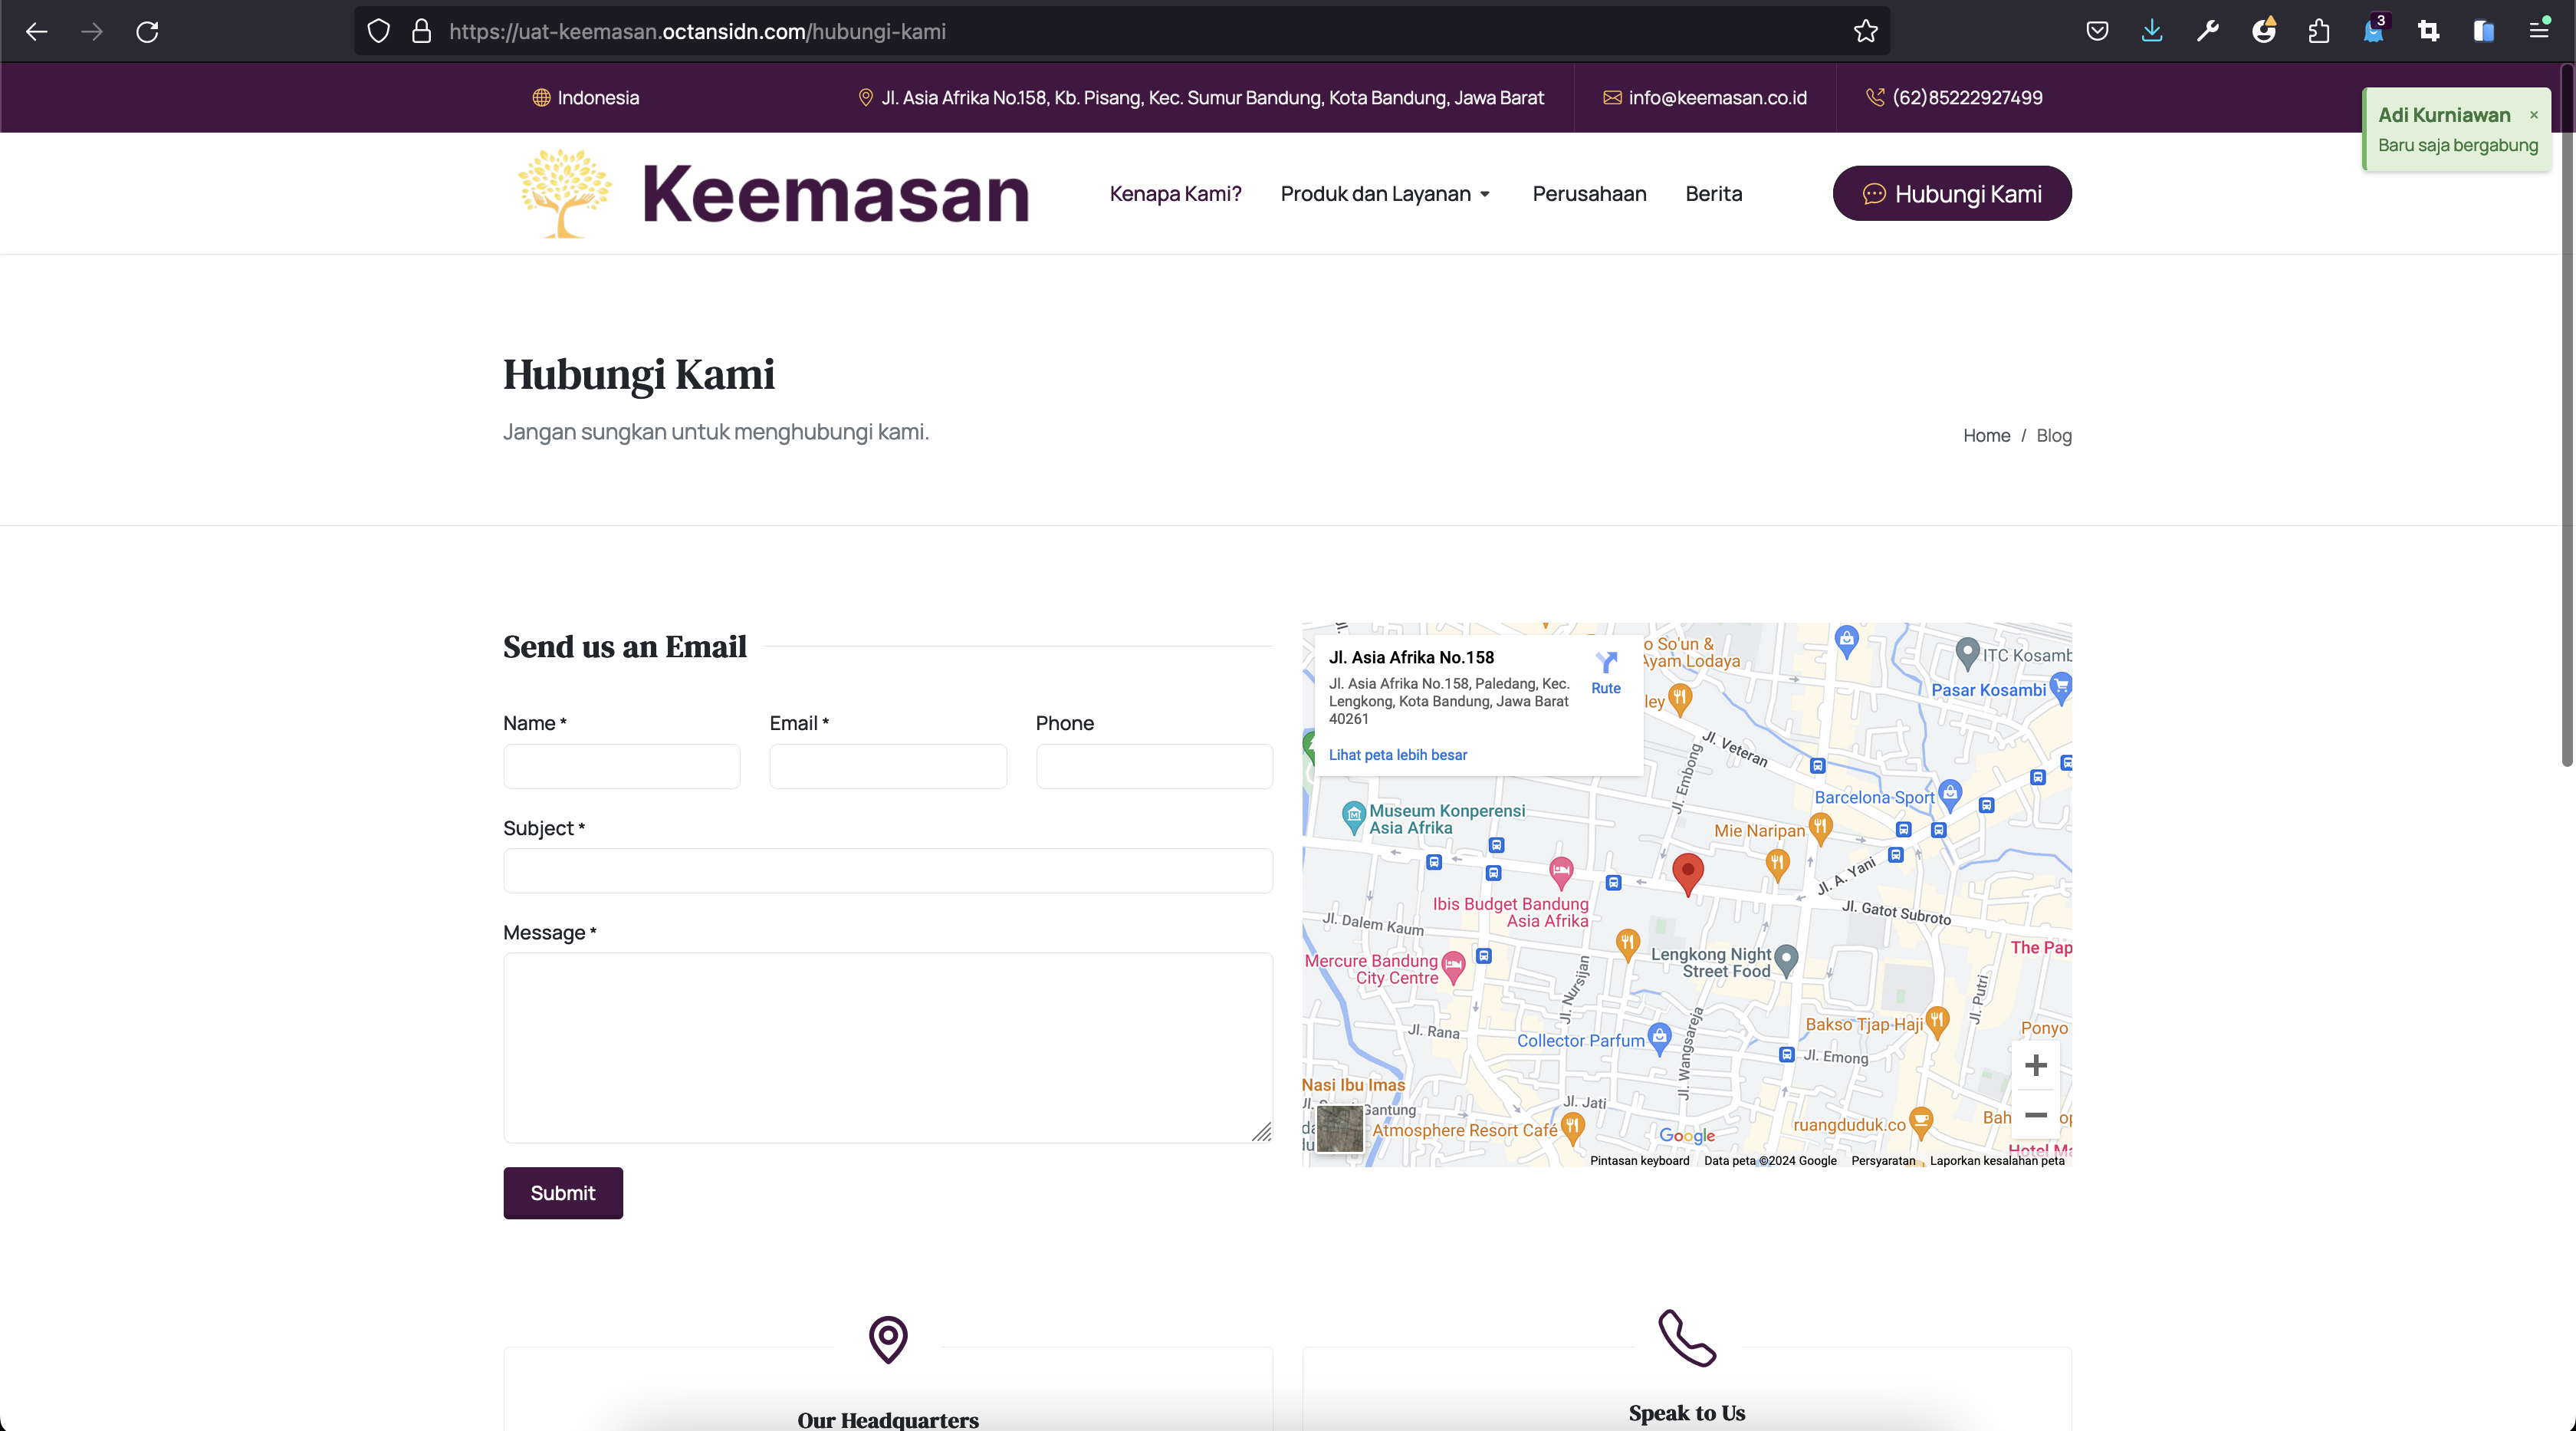 https://uat-keemasan.octansidn.com/hubungi-kami
3
Indonesia
Jl. Asia Afrika No.158, Kb. Pisang, Kec. Sumur Bandung, Kota Bandung, Jawa Barat
info@keemasan.co.id
(62)85222927499
Adi Kurniawan ×
Baru saja bergabung
Keemasan
Kenapa Kami?
Produk dan Layanan
Perusahaan
Berita
Hubungi Kami
Hubungi Kami
Jangan sungkan untuk menghubungi kami.
Home / Blog
Send us an Email
Name *
Email *
Phone
Subject *
Message *
Submit
Jl. Asia Afrika No.158
Jl. Asia Afrika No.158, Paledang, Kec.
Lengkong, Kota Bandung, Jawa Barat
40261
Rute
Lihat peta lebih besar
o So'un &
Ayam Lodaya
ITC Kosamb
Pasar Kosambi
ley
Jl. Veteran
Jl. Embong
Barcelona Sport
Museum Konperensi
Asia Afrika
Mie Naripan
Jl. A. Yani
Ibis Budget Bandung
Asia Afrika
Jl. Gatot Subroto
Jl. Dalem Kaum
The Pap
Mercure Bandung
City Centre
Lengkong Night
Street Food
Jl. Nursijan
Jl. Putri
Jl. Rana
Collector Parfum
Jl. Wangsareja
Bakso Tjap Haji
Ponyo
Jl. Emong
Nasi Ibu Imas
Gantung
Jl. Jati
Atmosphere Resort Café
ruangduduk.co
Bah
Google
Hotel Ma
Pintasan keyboard
Data peta ©2024 Google
Persyaratan
Laporkan kesalahan peta
Our Headquarters
Speak to Us